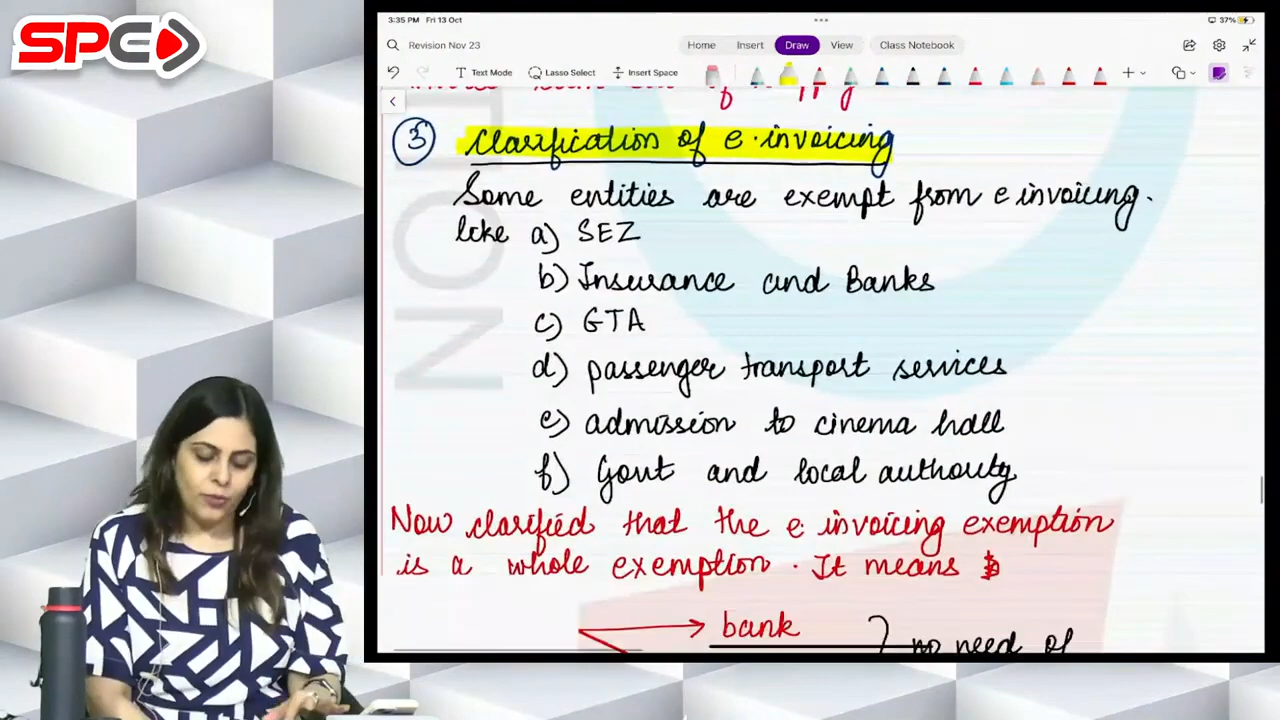 SPC
3:35 PM Fri 13 Oct
37%
Revision Nov 23
Home Insert Draw View Class Notebook
Text Mode Lasso Select Insert Space
③ Clarification of e-invoicing
Some entities are exempt from e invoicing.
like a) SEZ
b) Insurance and Banks
c) GTA
d) passenger transport services
e) admission to cinema hall
f) Govt and local authority
Now clarified that the e invoicing exemption
is a whole exemption. It means
bank no need of